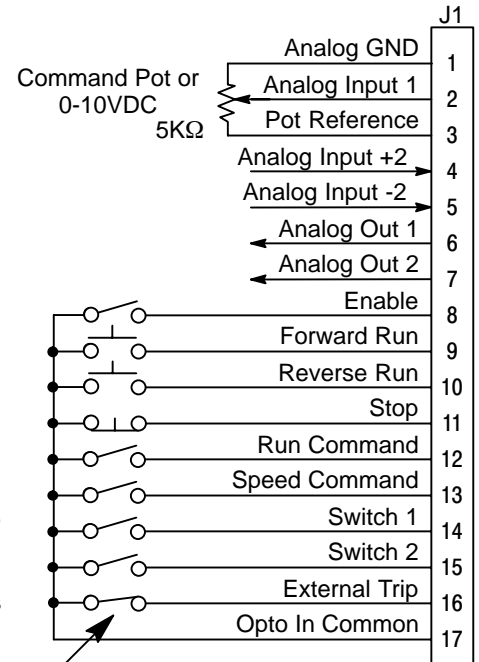 J1
Analog GND 1
Command Pot or
0-10VDC
5KΩ
Analog Input 1 2
Pot Reference 3
Analog Input +2 4
Analog Input -2 5
Analog Out 1 6
Analog Out 2 7
Enable 8
Forward Run 9
Reverse Run 10
Stop 11
Run Command 12
Speed Command 13
Switch 1 14
Switch 2 15
External Trip 16
Opto In Common 17